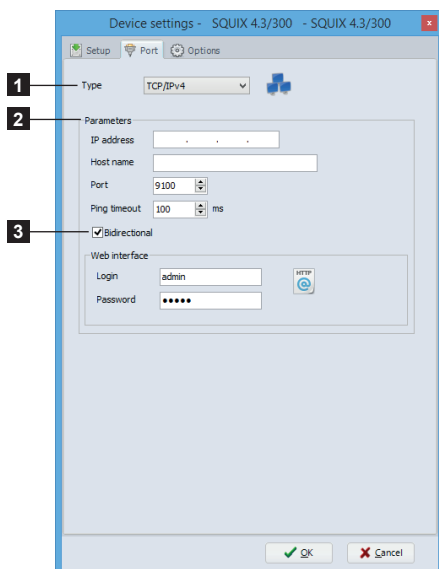 Device settings - SQUIX 4.3/300 - SQUIX 4.3/300 x
Setup Port Options
1 Type TCP/IPv4
2 Parameters
IP address . . .
Host name
Port 9100
Ping timeout 100 ms
3 Bidirectional
Web interface
Login admin HTTP @
Password •••••
OK Cancel